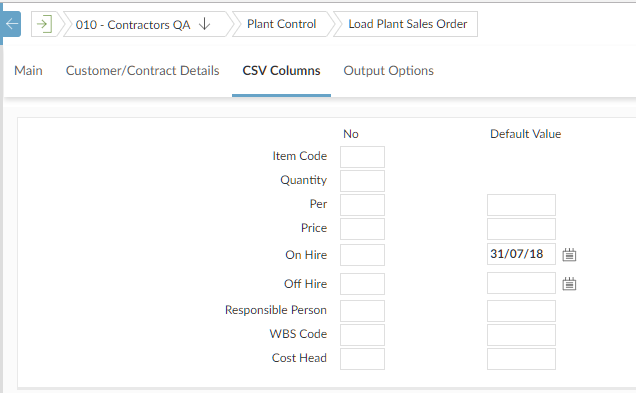 010 - Contractors QA Plant Control Load Plant Sales Order
Main Customer/Contract Details CSV Columns Output Options
No Default Value
Item Code
Quantity
Per
Price
On Hire 31/07/18
Off Hire
Responsible Person
WBS Code
Cost Head